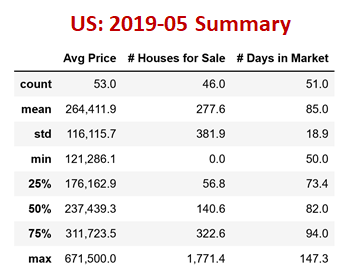 US: 2019-05 Summary
Avg Price # Houses for Sale # Days in Market
count 53.0 46.0 51.0
mean 264,411.9 277.6 85.0
std 116,115.7 381.9 18.9
min 121,286.1 0.0 50.0
25% 176,162.9 56.8 73.4
50% 237,439.3 140.6 82.0
75% 311,723.5 322.6 94.0
max 671,500.0 1,771.4 147.3